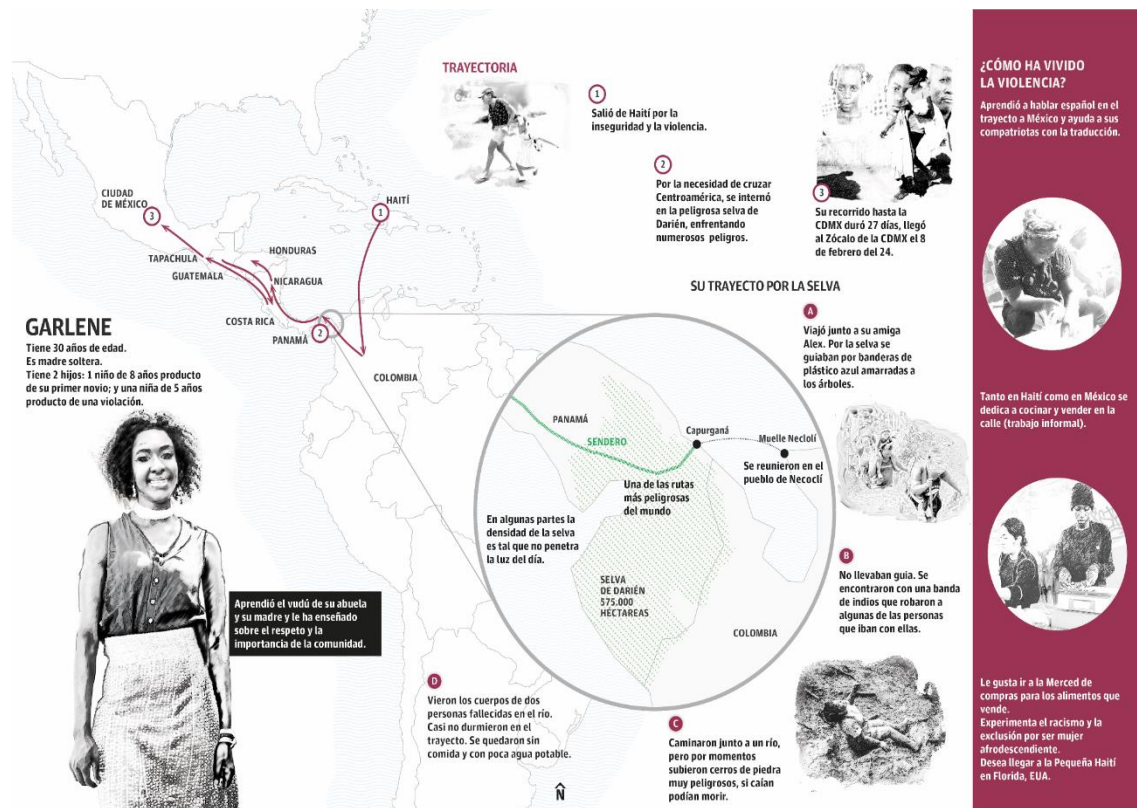 TRAYECTORIA
1
Salió de Haití por la
inseguridad y la violencia.
2
Por la necesidad de cruzar
Centroamérica, se internó
en la peligrosa selva de
Darién, enfrentando
numerosos peligros.
3
Su recorrido hasta la
CDMX duró 27 días, llegó
al Zócalo de la CDMX el 8
de febrero del 24.
CIUDAD
DE MÉXICO
3
HAITÍ
1
TAPACHULA
HONDURAS
GUATEMALA
NICARAGUA
COSTA RICA
PANAMÁ
2
COLOMBIA
GARLENE
Tiene 30 años de edad.
Es madre soltera.
Tiene 2 hijos: 1 niño de 8 años producto
de su primer novio; y una niña de 5 años
producto de una violación.
Aprendió el vudú de su abuela
y su madre y le ha enseñado
sobre el respeto y la
importancia de la comunidad.
SU TRAYECTO POR LA SELVA
A
Viajó junto a su amiga
Alex. Por la selva se
guiaban por banderas de
plástico azul amarradas a
los árboles.
PANAMÁ
SENDERO
Capurganá
Muelle Neclolí
Se reunieron en el
pueblo de Necoclí
Una de las rutas
más peligrosas
del mundo
En algunas partes la
densidad de la selva
es tal que no penetra
la luz del día.
SELVA
DE DARIÉN
575.000
HÉCTAREAS
COLOMBIA
B
No llevaban guia. Se
encontraron con una banda
de indios que robaron a
algunas de las personas
que iban con ellas.
C
Caminaron junto a un río,
pero por momentos
subieron cerros de piedra
muy peligrosos, si caían
podían morir.
D
Vieron los cuerpos de dos
personas fallecidas en el río.
Casi no durmieron en el
trayecto. Se quedaron sin
comida y con poca agua potable.
N
¿CÓMO HA VIVIDO
LA VIOLENCIA?
Aprendió a hablar español en el
trayecto a México y ayuda a sus
compatriotas con la traducción.
Tanto en Haití como en México se
dedica a cocinar y vender en la
calle (trabajo informal).
Le gusta ir a la Merced de
compras para los alimentos que
vende.
Experimenta el racismo y la
exclusión por ser mujer
afrodescendiente.
Desea llegar a la Pequeña Haití
en Florida, EUA.